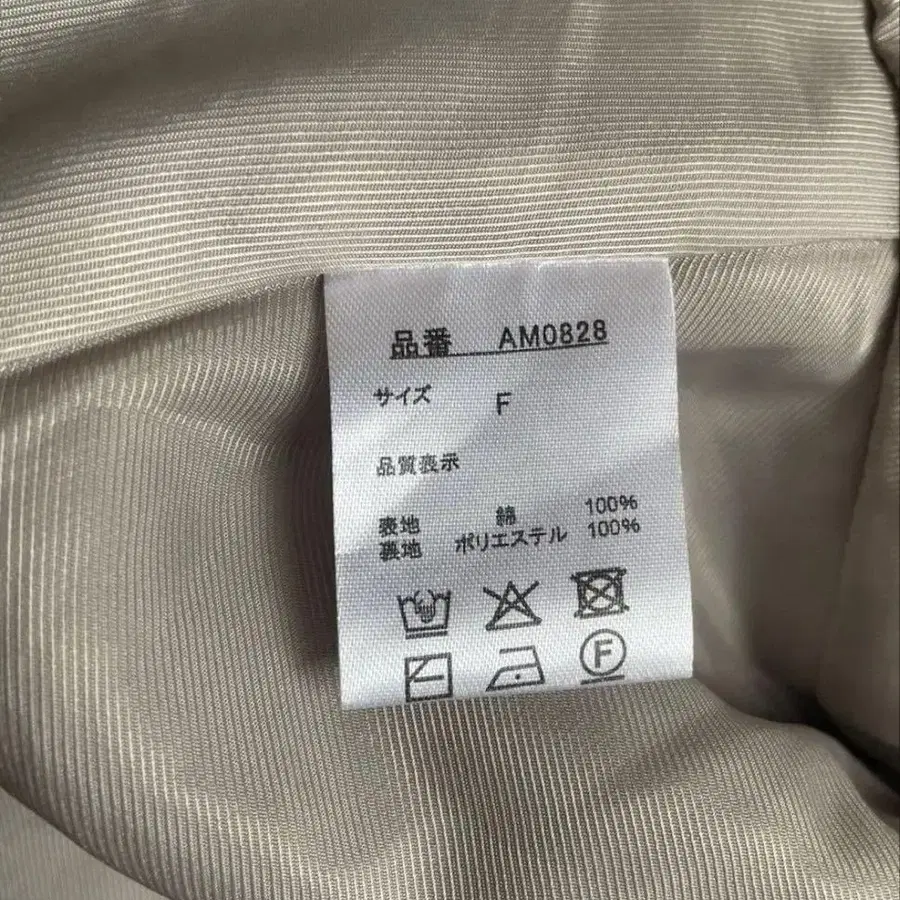 品番 AM0828
サイズ F
品質表示
表地 綿 100%
裏地 ポリエステル 100%
F